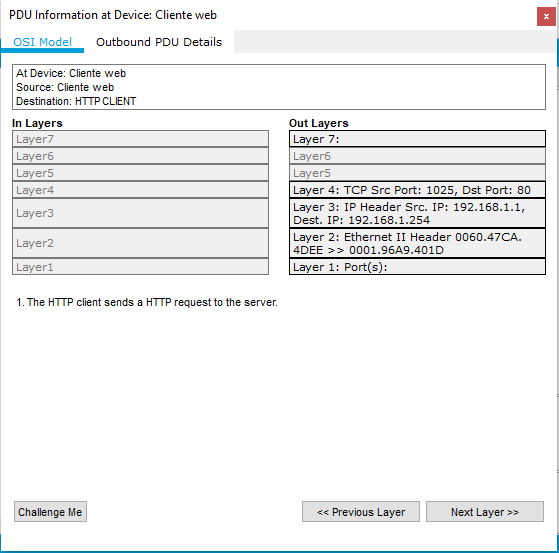 PDU Information at Device: Cliente web
x
OSI Model Outbound PDU Details
At Device: Cliente web
Source: Cliente web
Destination: HTTP CLIENT
In Layers
Layer7
Layer6
Layer5
Layer4
Layer3
Layer2
Layer1
Out Layers
Layer 7:
Layer6
Layer5
Layer 4: TCP Src Port: 1025, Dst Port: 80
Layer 3: IP Header Src. IP: 192.168.1.1,
Dest. IP: 192.168.1.254
Layer 2: Ethernet II Header 0060.47CA.
4DEE >> 0001.96A9.401D
Layer 1: Port(s):
1. The HTTP client sends a HTTP request to the server.
Challenge Me
<< Previous Layer
Next Layer >>